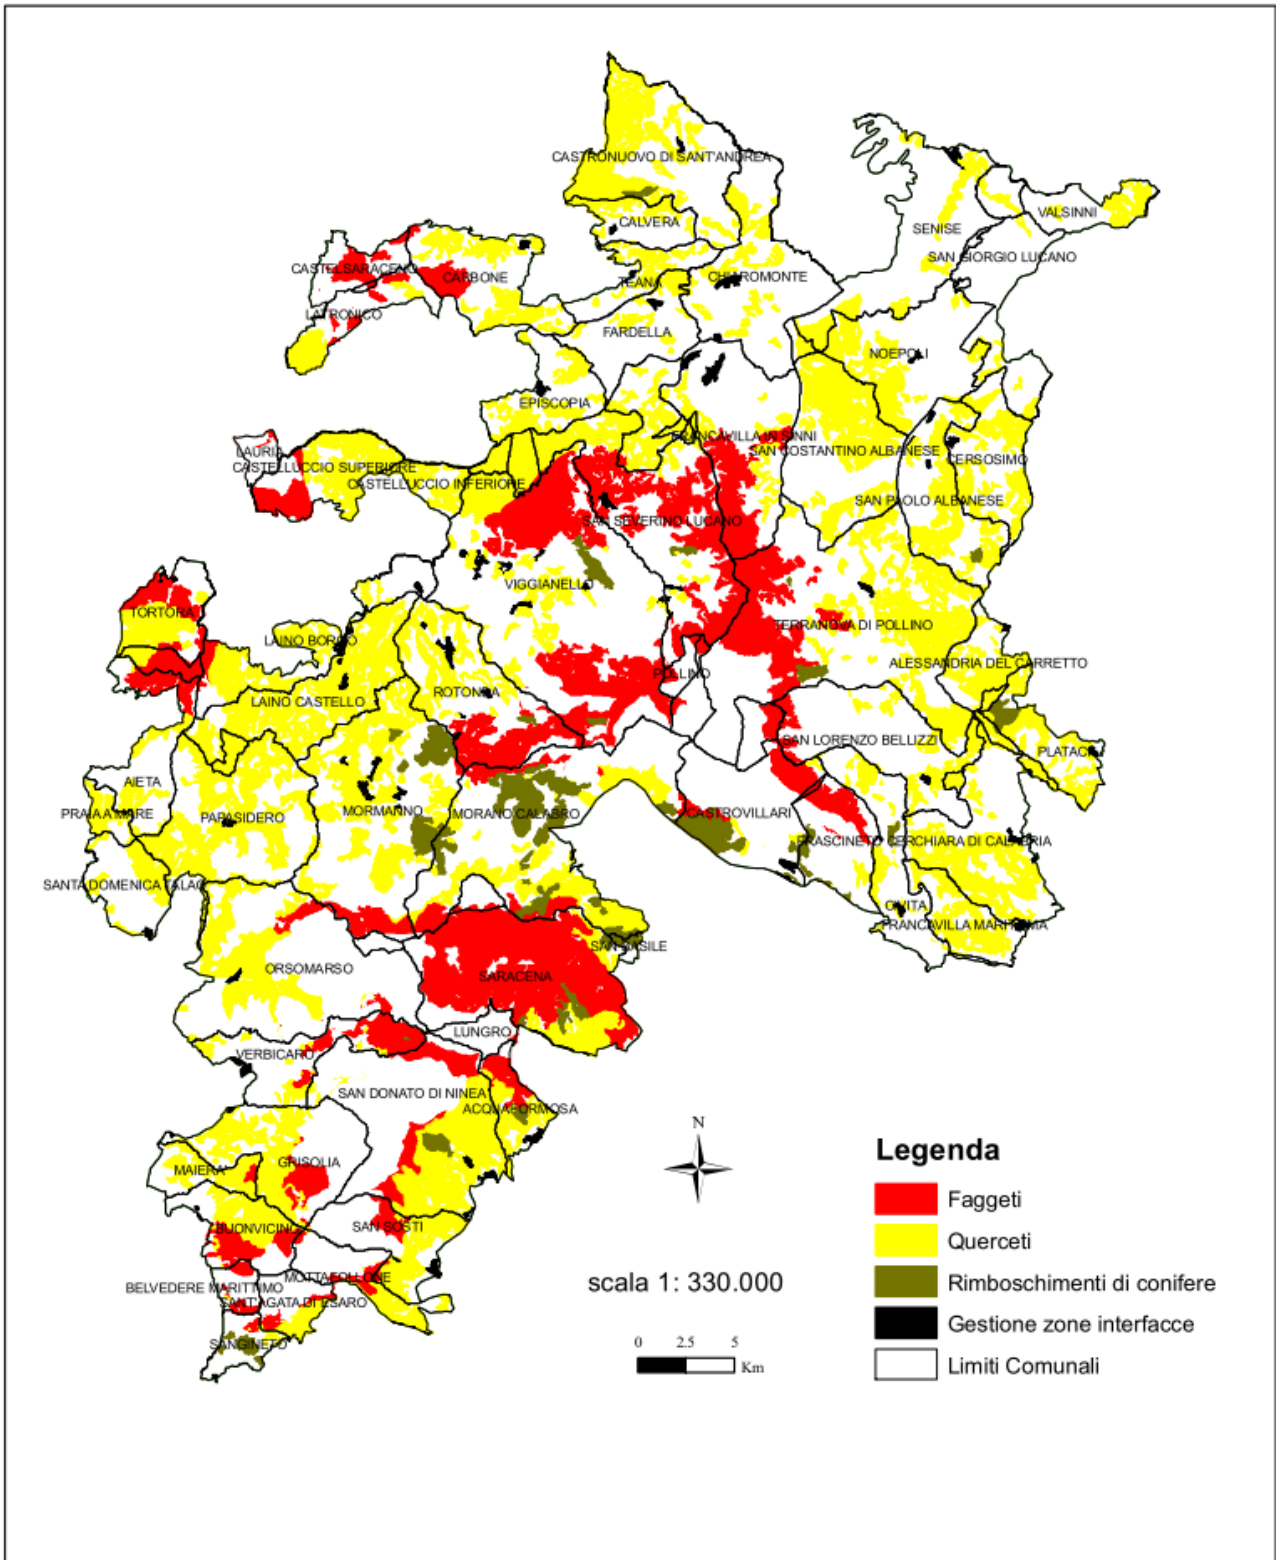 CASTRONUOVO DI SANT'ANDREA
CALVERA
VALSINNI
SENISE
SAN GIORGIO LUCANO
CASTELSARACENO
CARBONE
TEANA
CHIAROMONTE
LATRONICO
FARDELLA
NOEPOLI
EPISCOPIA
FRANCAVILLA IN SINNI
LAURIA
SAN COSTANTINO ALBANESE
CERSOSIMO
CASTELLUCCIO SUPERIORE
CASTELLUCCIO INFERIORE
SAN PAOLO ALBANESE
SAN SEVERINO LUCANO
VIGGIANELLO
TORTORA
TERRANOVA DI POLLINO
LAINO BORGO
ALESSANDRIA DEL CARRETTO
POLLINO
ROTONDA
LAINO CASTELLO
SAN LORENZO BELLIZZI
PLATACI
AIETA
PRAIA A MARE
PAPASIDERO
MORMANNO
MORANO CALABRO
CASTROVILLARI
FRASCINETO
CERCHIARA DI CALABRIA
SANTA DOMENICA TALAO
CIVITA
FRANCAVILLA MARITTIMA
SAN BASILE
ORSOMARSO
SARACENA
LUNGRO
VERBICARO
SAN DONATO DI NINEA
ACQUAFORMOSA
N
Legenda
GRISOLIA
MAIERA'
Faggeti
BUONVICINO
SAN SOSTI
Querceti
MOTTAFOLLONE
BELVEDERE MARITTIMO
scala 1: 330.000
Rimboschimenti di conifere
SANT'AGATA DI ESARO
Gestione zone interfacce
SANGINETO
0 2.5 5
Km
Limiti Comunali